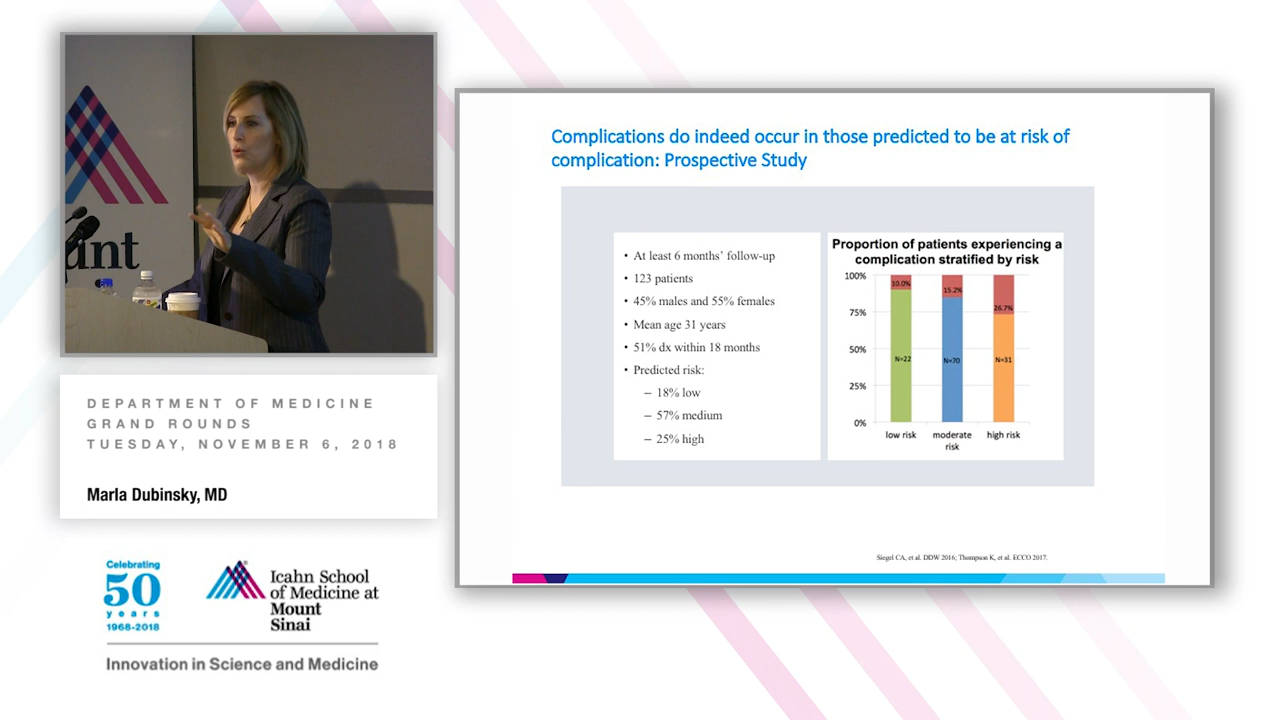 unt
DEPARTMENT OF MEDICINE
GRAND ROUNDS
TUESDAY, NOVEMBER 6, 2018
Marla Dubinsky, MD
Celebrating
50
years
1968-2018
Icahn School
of Medicine at
Mount
Sinai
Innovation in Science and Medicine
Complications do indeed occur in those predicted to be at risk of
complication: Prospective Study
• At least 6 months’ follow-up
• 123 patients
• 45% males and 55% females
• Mean age 31 years
• 51% dx within 18 months
• Predicted risk:
– 18% low
– 57% medium
– 25% high
Proportion of patients experiencing a
complication stratified by risk
100%
75%
50%
25%
0%
10.0%
15.2%
26.7%
N=22
N=70
N=31
low risk
moderate
risk
high risk
Siegel CA, et al. DDW 2016; Thompson K, et al. ECCO 2017.